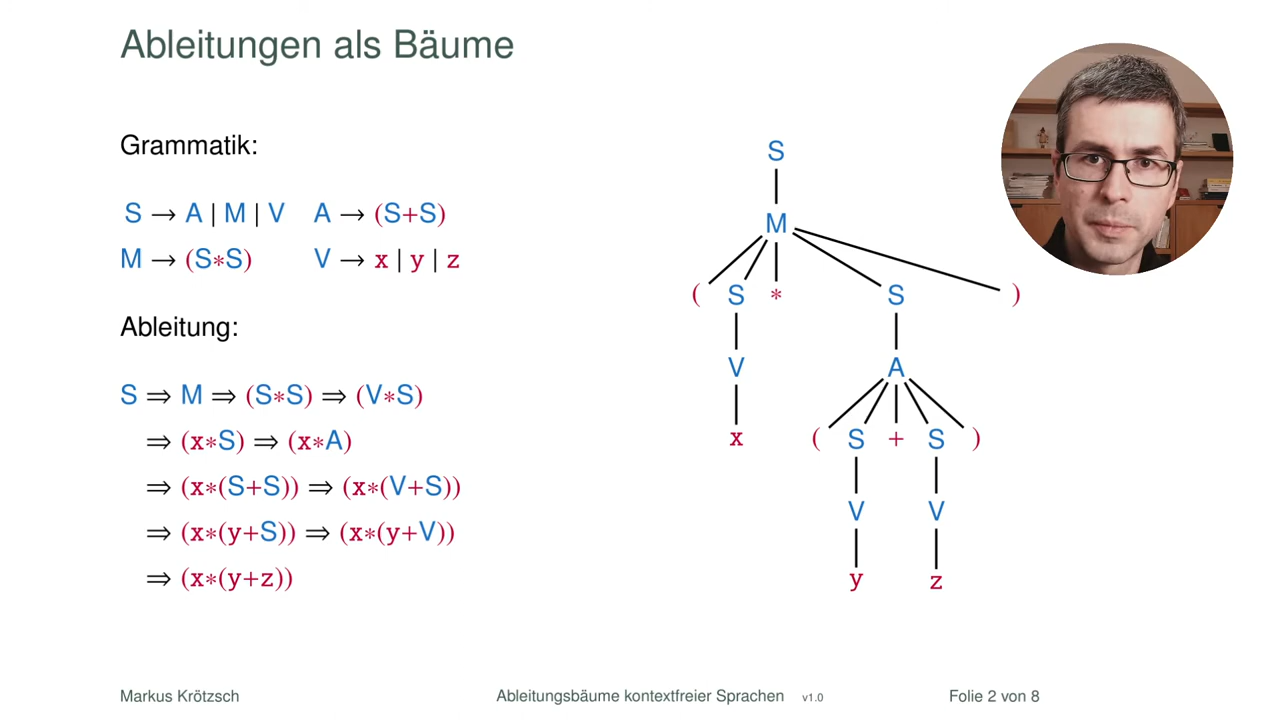 Ableitungen als Bäume
Grammatik:
S → A | M | V A → (S+S)
M → (S∗S) V → x | y | z
Ableitung:
S ⇒ M ⇒ (S∗S) ⇒ (V∗S)
⇒ (x∗S) ⇒ (x∗A)
⇒ (x∗(S+S)) ⇒ (x∗(V+S))
⇒ (x∗(y+S)) ⇒ (x∗(y+V))
⇒ (x∗(y+z))
S
M
( S ∗ S )
V A
x ( S + S )
V V
y z
Markus Krötzsch Ableitungsbäume kontextfreier Sprachen v1.0 Folie 2 von 8